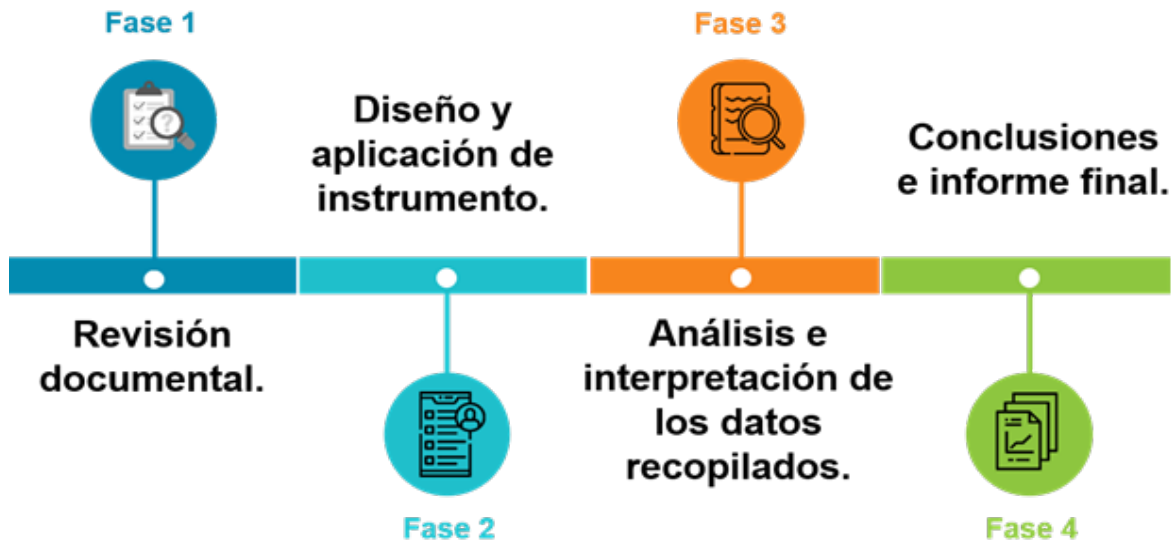 Fase 1
Revisión
documental.
Diseño y
aplicación de
instrumento.
Fase 2
Fase 3
Análisis e
interpretación de
los datos
recopilados.
Conclusiones
e informe final.
Fase 4